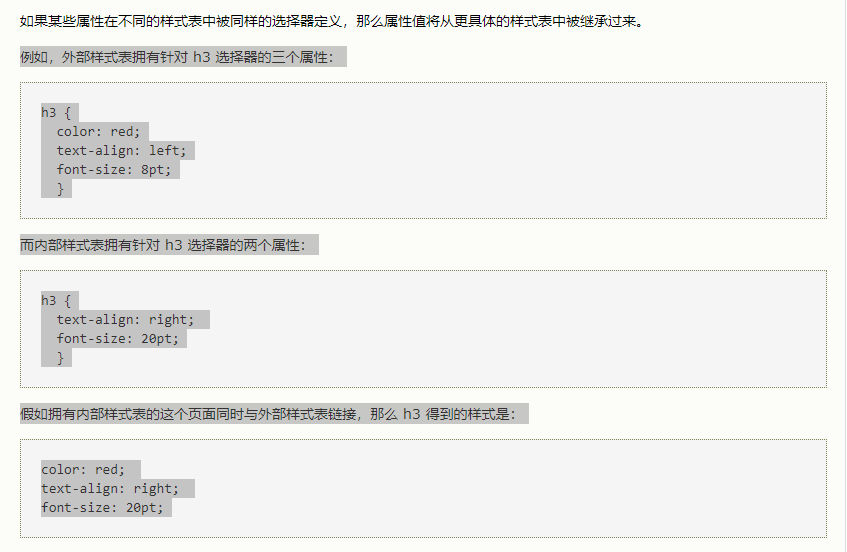 如果某些属性在不同的样式表中被同样的选择器定义，那么属性值将从更具体的样式表中被继承过来。
例如，外部样式表拥有针对 h3 选择器的三个属性：
h3 {
  color: red;
  text-align: left;
  font-size: 8pt;
  }
而内部样式表拥有针对 h3 选择器的两个属性：
h3 {
  text-align: right;
  font-size: 20pt;
  }
假如拥有内部样式表的这个页面同时与外部样式表链接，那么 h3 得到的样式是：
color: red;
text-align: right;
font-size: 20pt;